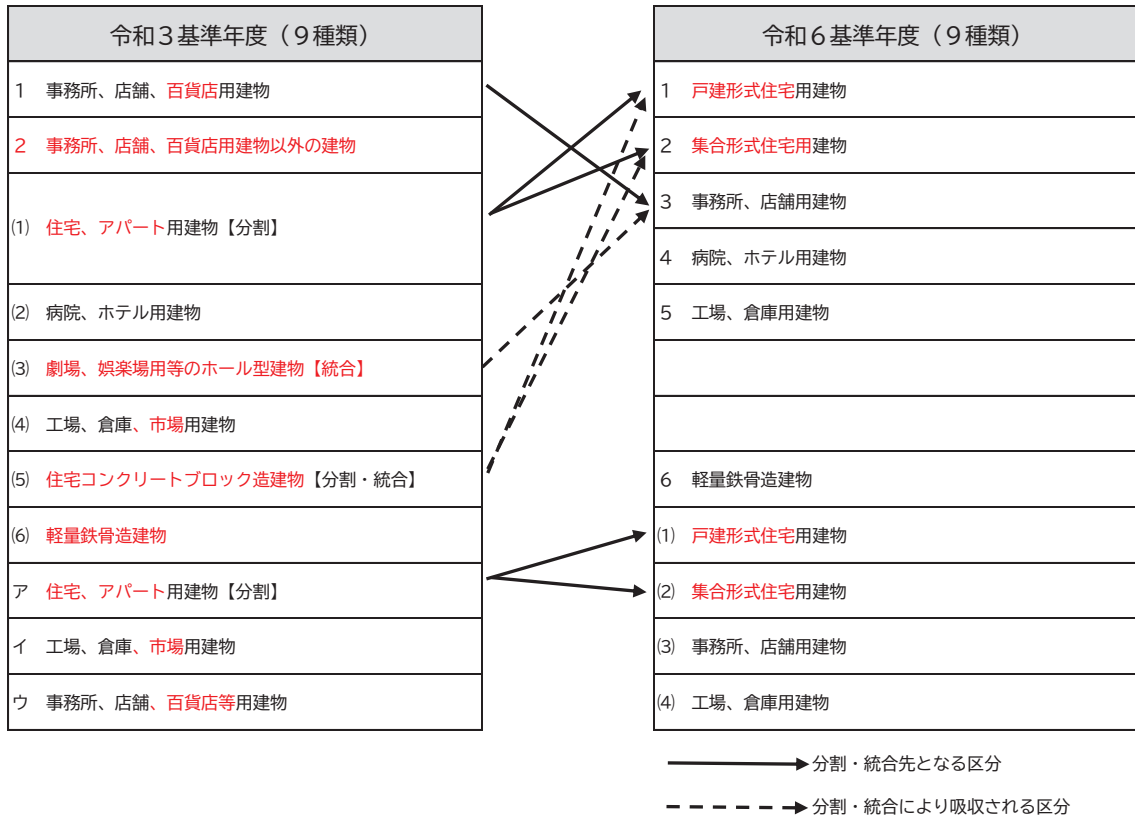 令和３基準年度（９種類）
1 事務所、店舗、百貨店用建物
2 事務所、店舗、百貨店用建物以外の建物
⑴ 住宅、アパート用建物【分割】
⑵ 病院、ホテル用建物
⑶ 劇場、娯楽場用等のホール型建物【統合】
⑷ 工場、倉庫、市場用建物
⑸ 住宅コンクリートブロック造建物【分割・統合】
⑹ 軽量鉄骨造建物
ア 住宅、アパート用建物【分割】
イ 工場、倉庫、市場用建物
ウ 事務所、店舗、百貨店等用建物
令和６基準年度（９種類）
1 戸建形式住宅用建物
2 集合形式住宅用建物
3 事務所、店舗用建物
4 病院、ホテル用建物
5 工場、倉庫用建物
6 軽量鉄骨造建物
⑴ 戸建形式住宅用建物
⑵ 集合形式住宅用建物
⑶ 事務所、店舗用建物
⑷ 工場、倉庫用建物
分割・統合先となる区分
分割・統合により吸収される区分